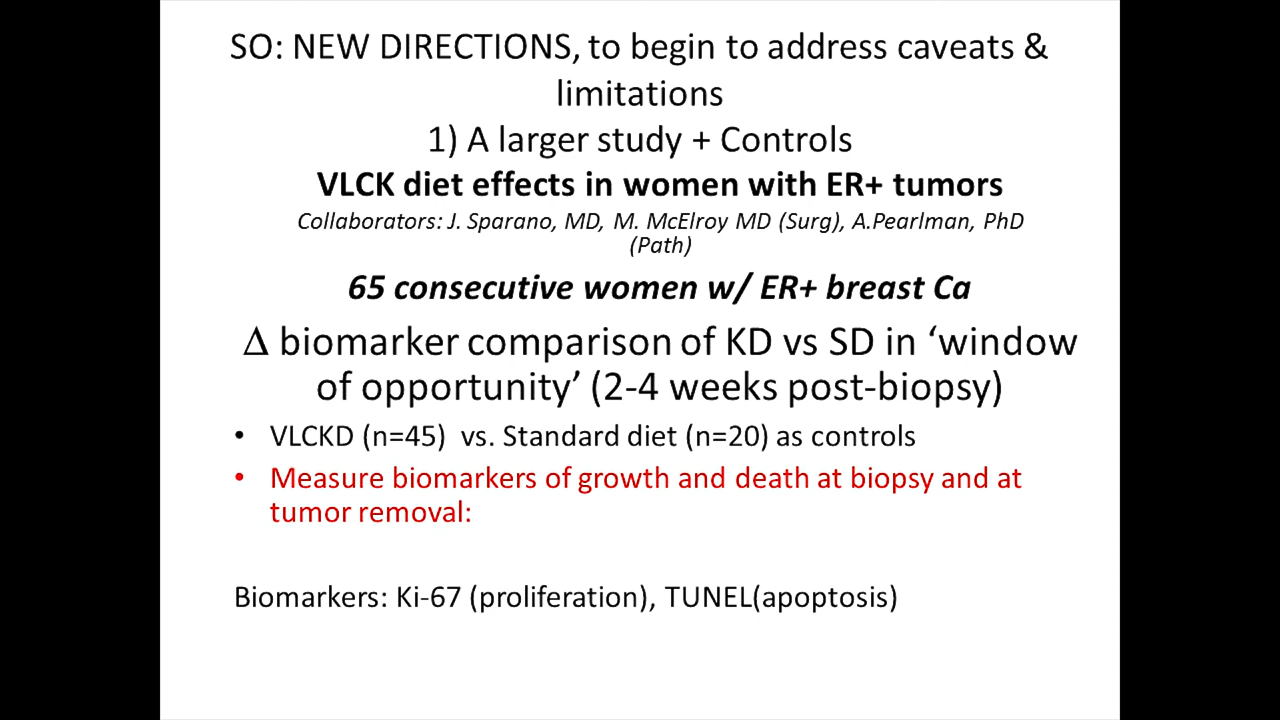 SO: NEW DIRECTIONS, to begin to address caveats &
limitations
1) A larger study + Controls
VLCK diet effects in women with ER+ tumors
Collaborators: J. Sparano, MD, M. McElroy MD (Surg), A.Pearlman, PhD
(Path)
65 consecutive women w/ ER+ breast Ca
Δ biomarker comparison of KD vs SD in ‘window
of opportunity’ (2-4 weeks post-biopsy)
• VLCKD (n=45) vs. Standard diet (n=20) as controls
• Measure biomarkers of growth and death at biopsy and at
tumor removal:
Biomarkers: Ki-67 (proliferation), TUNEL(apoptosis)